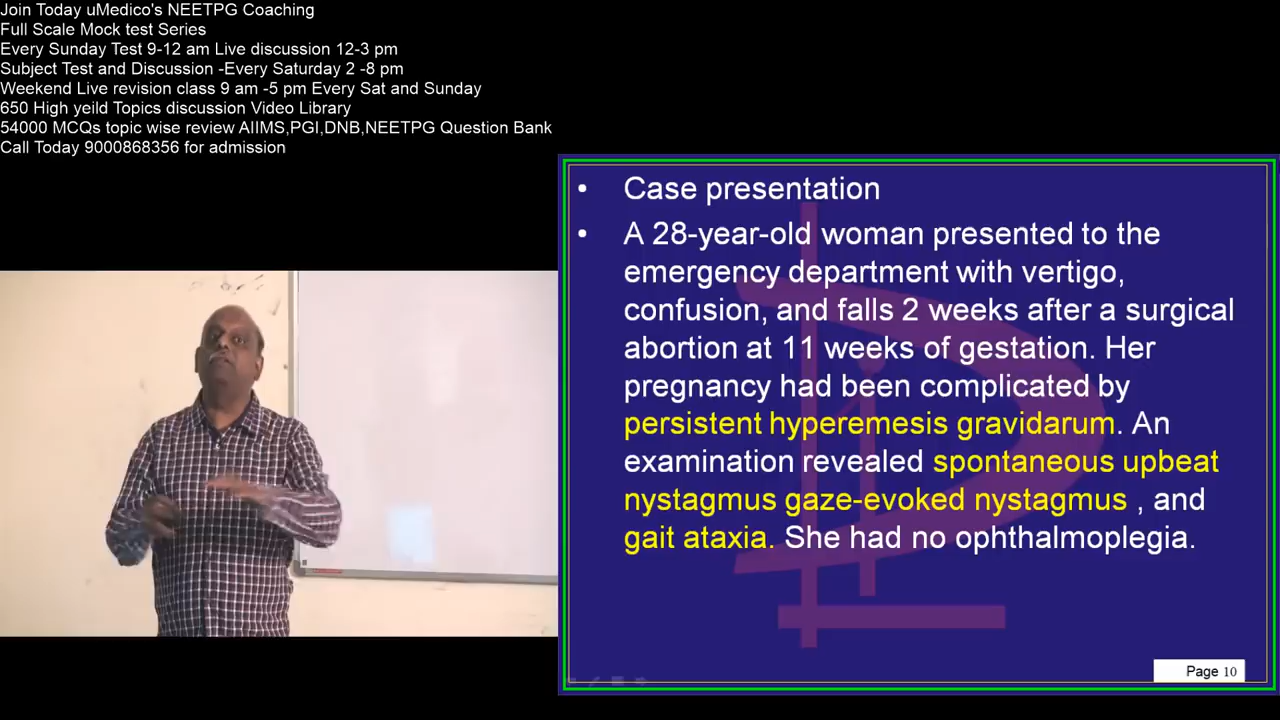 Join Today uMedico's NEETPG Coaching
Full Scale Mock test Series
Every Sunday Test 9-12 am Live discussion 12-3 pm
Subject Test and Discussion -Every Saturday 2 -8 pm
Weekend Live revision class 9 am -5 pm Every Sat and Sunday
650 High yeild Topics discussion Video Library
54000 MCQs topic wise review AIIMS,PGI,DNB,NEETPG Question Bank
Call Today 9000868356 for admission
• Case presentation
• A 28-year-old woman presented to the
emergency department with vertigo,
confusion, and falls 2 weeks after a surgical
abortion at 11 weeks of gestation. Her
pregnancy had been complicated by
persistent hyperemesis gravidarum. An
examination revealed spontaneous upbeat
nystagmus gaze-evoked nystagmus , and
gait ataxia. She had no ophthalmoplegia.
Page 10